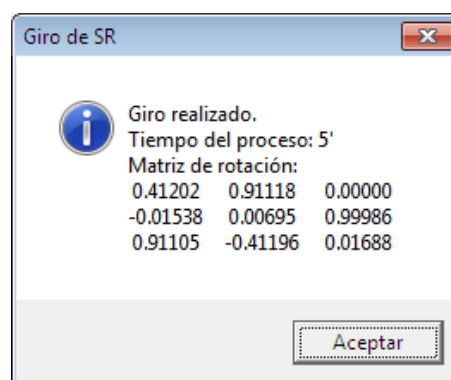 Giro de SR
Giro realizado.
Tiempo del proceso: 5'
Matriz de rotación:
0.41202 0.91118 0.00000
-0.01538 0.00695 0.99986
0.91105 -0.41196 0.01688
Aceptar